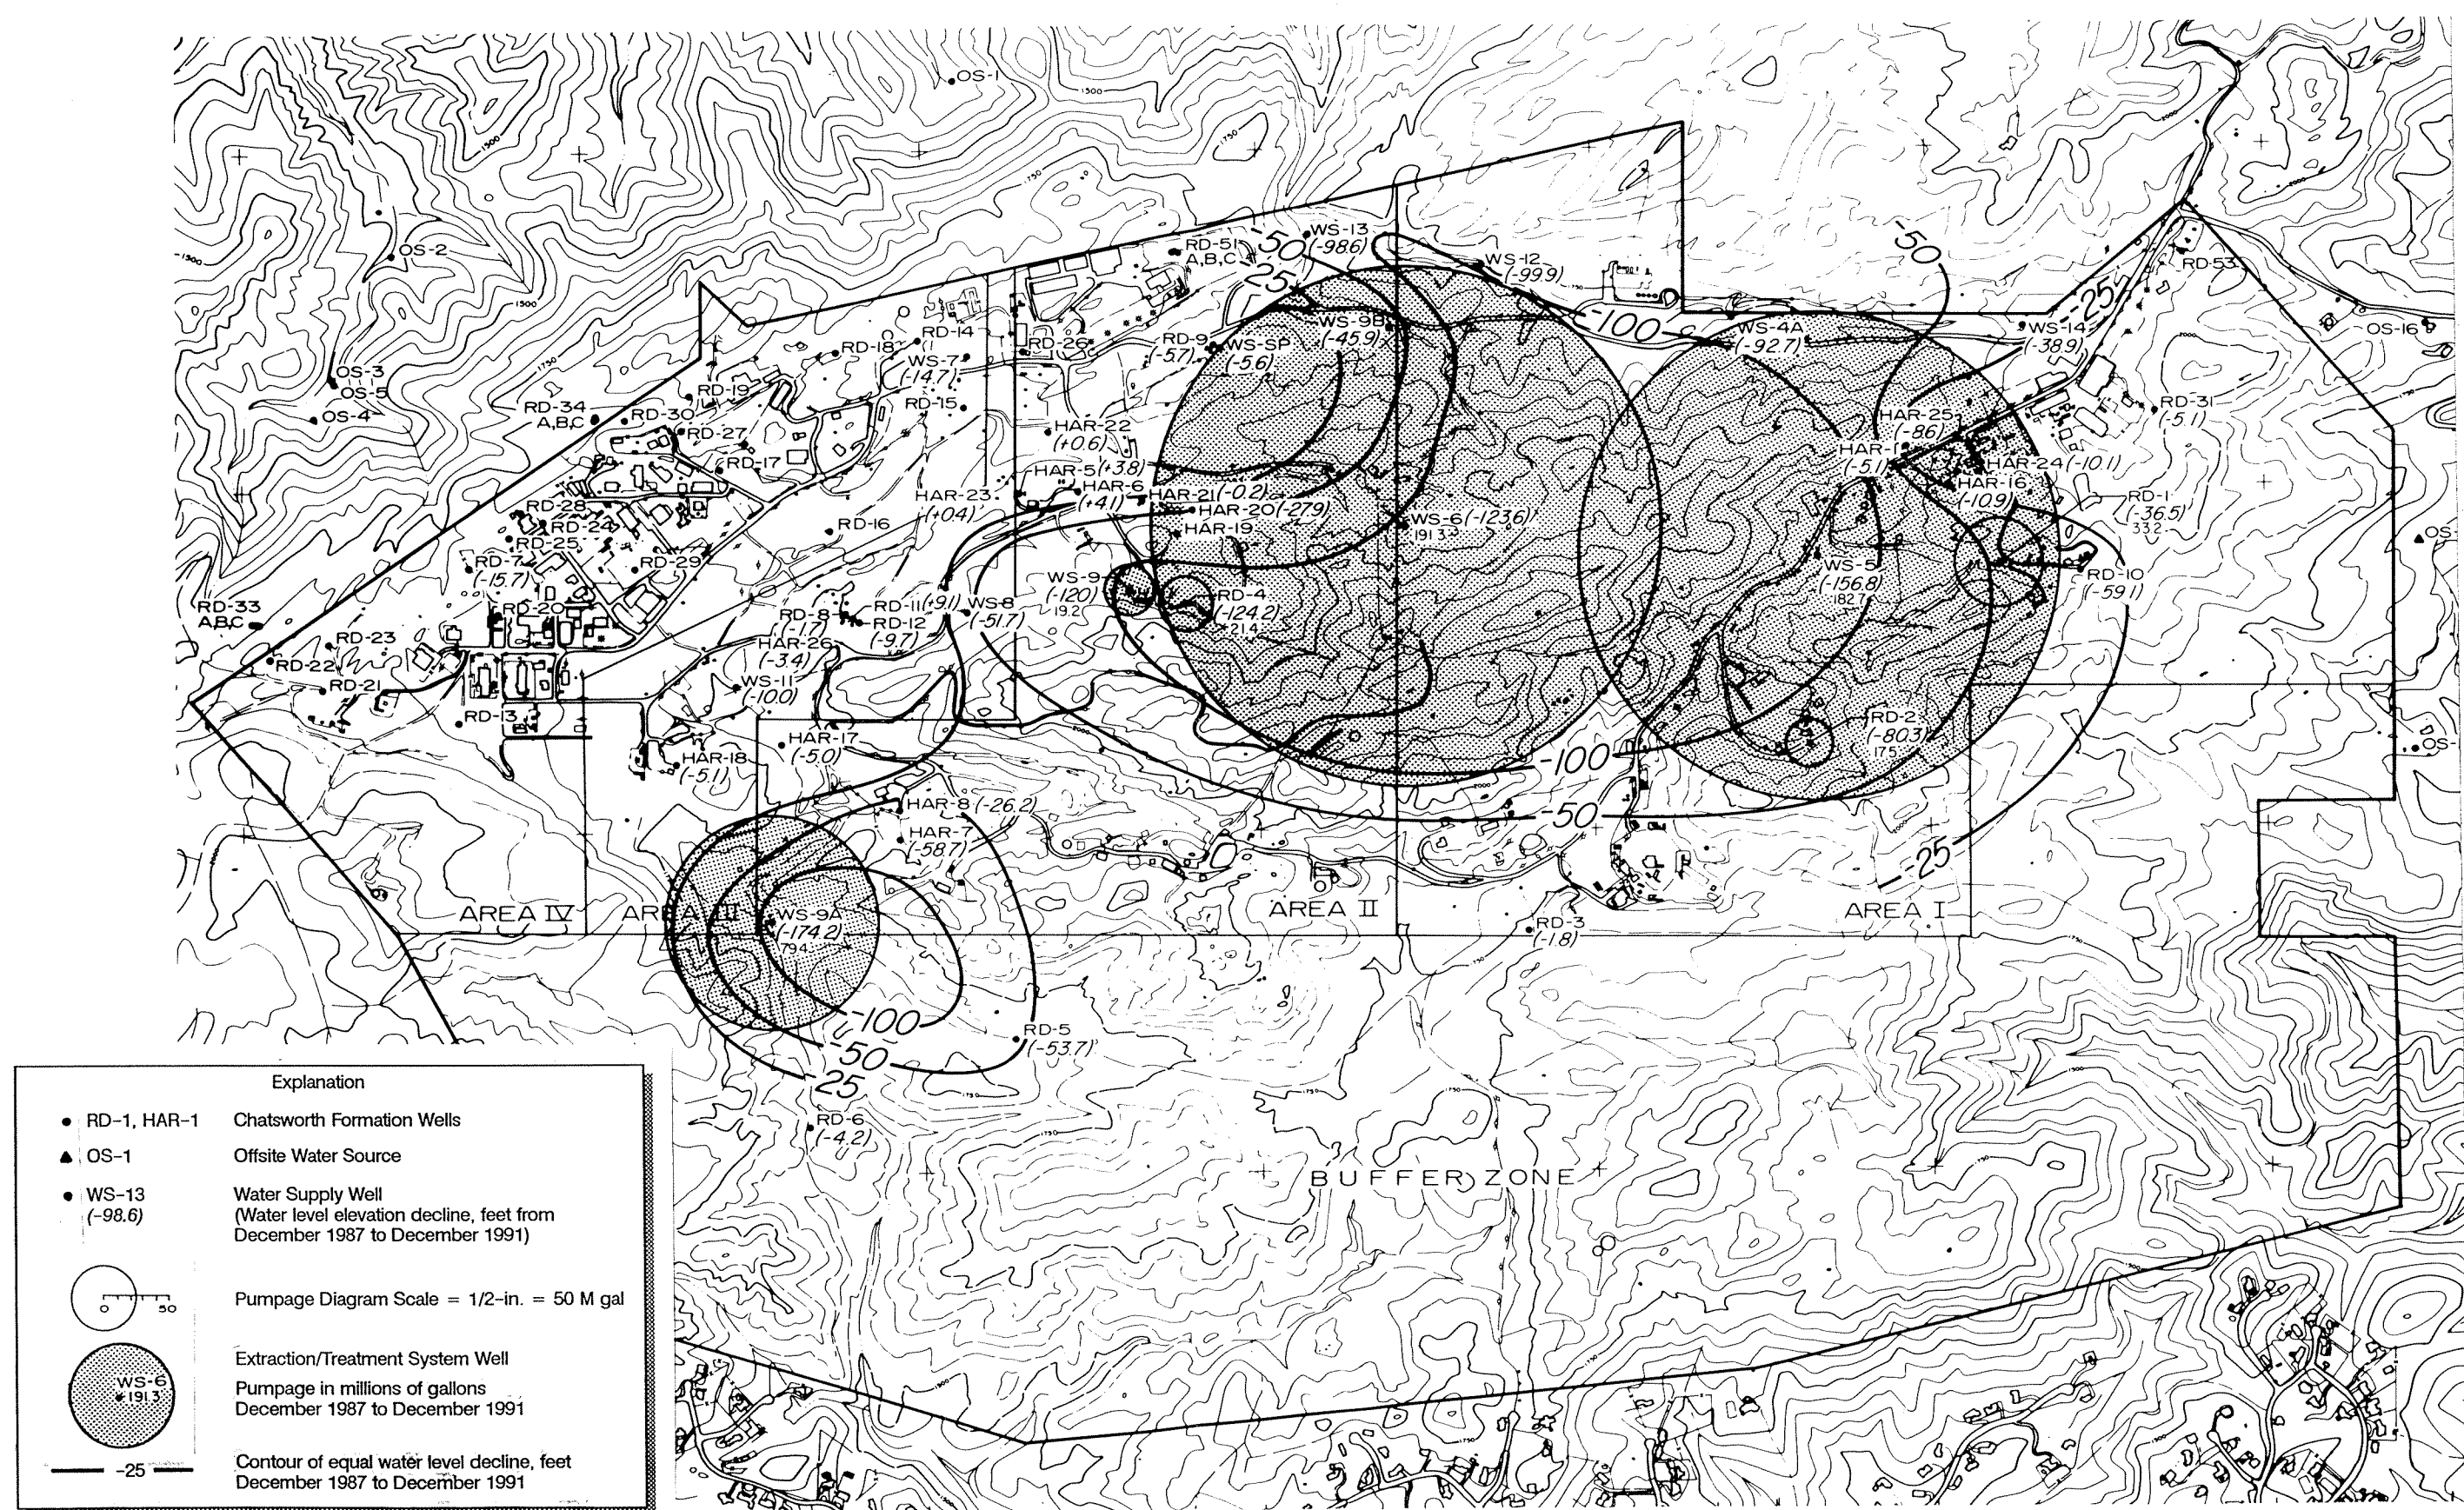 OS-1
OS-2
OS-3
OS-5
OS-4
RD-51
A,B,C
-50
WS-13
(-98.6)
-25
WS-12
(-99.9)
-50
RD-53
-25
OS-16
WS-14
(-38.9)
WS-4A
(-92.7)
-100
WS-9B
(-45.9)
RD-9
(-5.7)
WS-SP
(-5.6)
RD-14
RD-26
RD-18
WS-7
(-14.7)
RD-15
RD-19
RD-34
A,B,C
RD-30
RD-27
RD-17
HAR-22
(+0.6)
HAR-5 (+3.8)
HAR-6
(+4.1)
HAR-23
(+0.4)
HAR-21 (-0.2)
HAR-20 (-27.9)
HAR-19
WS-6 (-123.6)
191.3
HAR-25
(-8.6)
HAR-1
(-5.1)
HAR-24 (-10.1)
HAR-16
(-10.9)
RD-31
(-5.1)
RD-1
(-36.5)
33.2
RD-10
(-59.1)
WS-5
(-156.8)
182.7
RD-28
RD-24
RD-25
RD-16
RD-7
(-15.7)
RD-29
RD-20
RD-33
A,B,C
RD-23
RD-22
RD-21
RD-13
RD-8
(-1.7)
RD-11 (+9.1)
RD-12
(-9.7)
WS-8
(-51.7)
WS-9
(-120)
19.2
RD-4
(-124.2)
21.4
HAR-26
(-3.4)
WS-11
(-10.0)
HAR-17
(-5.0)
HAR-18
(-5.1)
RD-2
(-80.3)
17.5
-100
-50
-25
HAR-8 (-26.2)
HAR-7
(-58.7)
WS-9A
(-174.2)
79.4
AREA IV
AREA III
AREA II
AREA I
RD-3
(-1.8)
-100
-50
-25
RD-5
(-53.7)
RD-6
(-4.2)
BUFFER ZONE
Explanation
RD-1, HAR-1 Chatsworth Formation Wells
OS-1 Offsite Water Source
WS-13 Water Supply Well
(-98.6) (Water level elevation decline, feet from
December 1987 to December 1991)
0 50 Pumpage Diagram Scale = 1/2-in. = 50 M gal
Extraction/Treatment System Well
WS-6
191.3
Pumpage in millions of gallons
December 1987 to December 1991
-25
Contour of equal water level decline, feet
December 1987 to December 1991